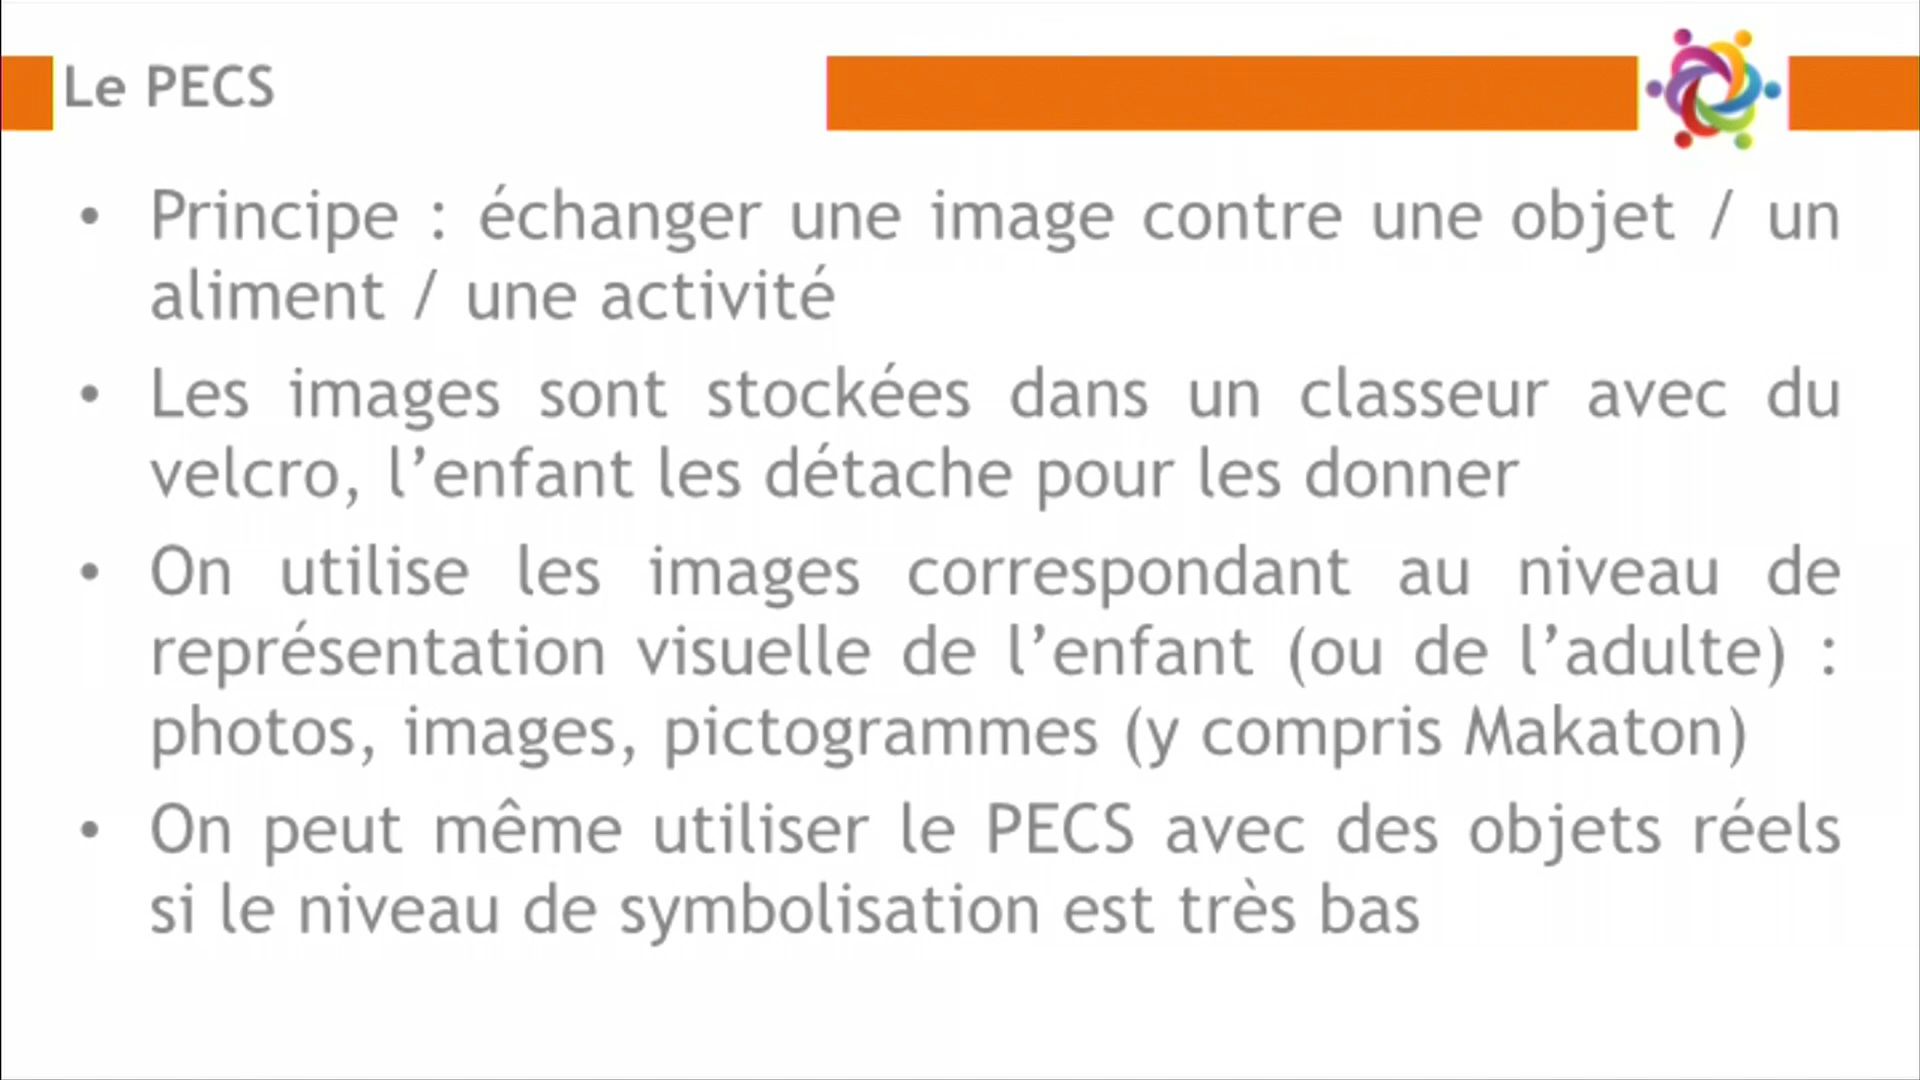 Le PECS
• Principe : échanger une image contre une objet / un
aliment / une activité
• Les images sont stockées dans un classeur avec du
velcro, l’enfant les détache pour les donner
• On utilise les images correspondant au niveau de
représentation visuelle de l’enfant (ou de l’adulte) :
photos, images, pictogrammes (y compris Makaton)
• On peut même utiliser le PECS avec des objets réels
si le niveau de symbolisation est très bas